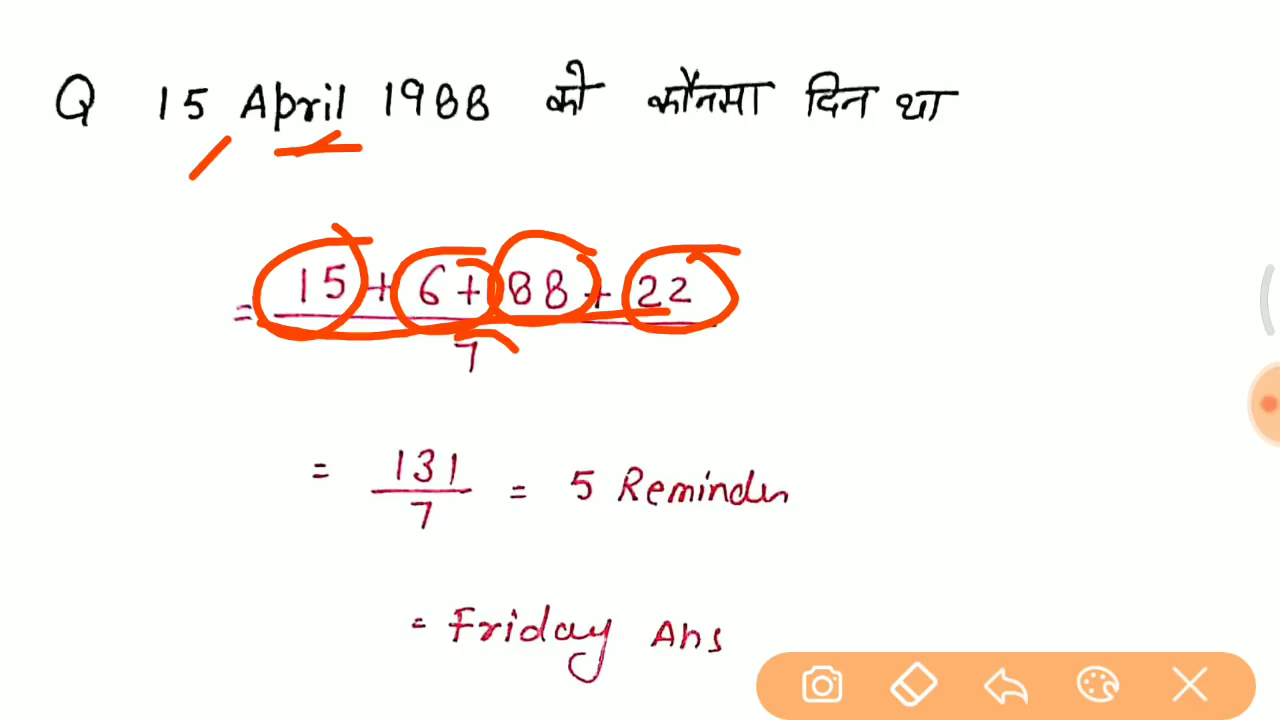 Q 15 April 1988 को कौनसा दिन था
= 15 + 6 + 88 + 22
7
= 131
7
= 5 Reminder
= Friday Ans